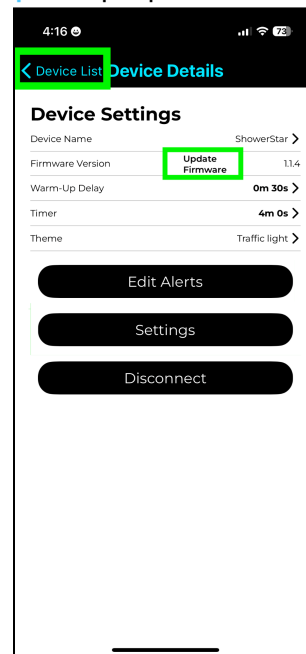 4:16
73
Device List
Device Details
Device Settings
Device Name ShowerStar
Firmware Version Update Firmware 1.1.4
Warm-Up Delay 0m 30s
Timer 4m 0s
Theme Traffic light
Edit Alerts
Settings
Disconnect